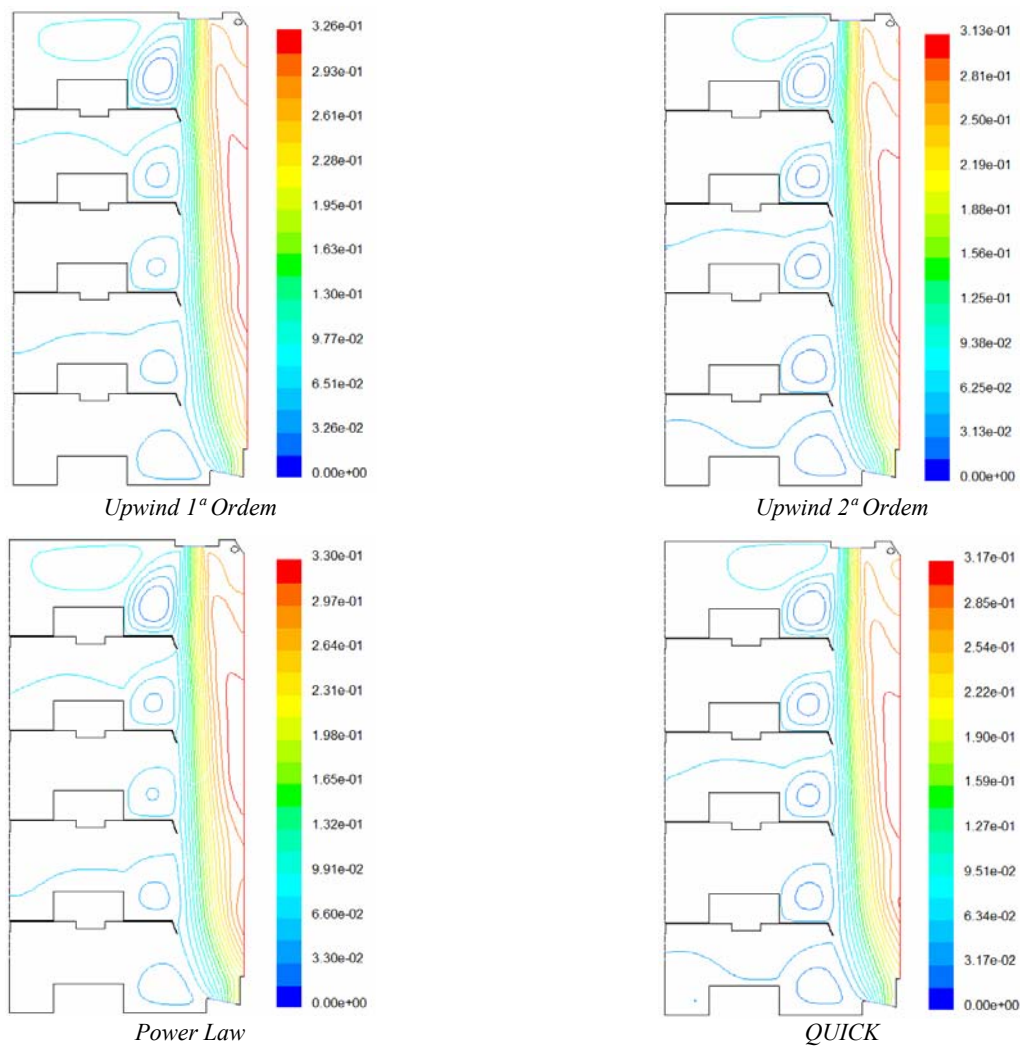 3.26e-01
2.93e-01
2.61e-01
2.28e-01
1.95e-01
1.63e-01
1.30e-01
9.77e-02
6.51e-02
3.26e-02
0.00e+00
Upwind 1ª Ordem
3.13e-01
2.81e-01
2.50e-01
2.19e-01
1.88e-01
1.56e-01
1.25e-01
9.38e-02
6.25e-02
3.13e-02
0.00e+00
Upwind 2ª Ordem
3.30e-01
2.97e-01
2.64e-01
2.31e-01
1.98e-01
1.65e-01
1.32e-01
9.91e-02
6.60e-02
3.30e-02
0.00e+00
Power Law
3.17e-01
2.85e-01
2.54e-01
2.22e-01
1.90e-01
1.59e-01
1.27e-01
9.51e-02
6.34e-02
3.17e-02
0.00e+00
QUICK